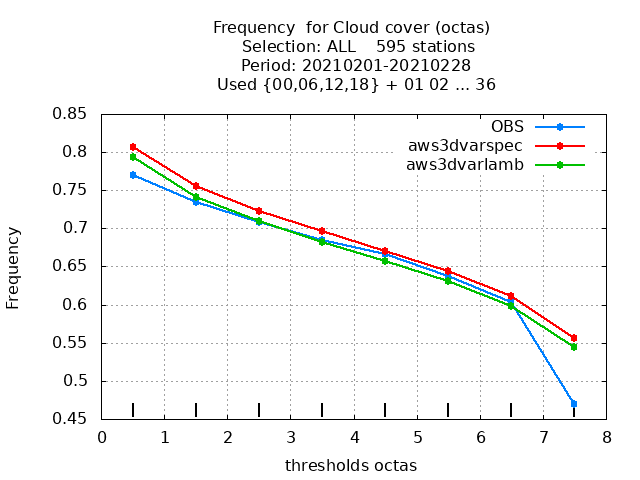 Frequency  for Cloud cover (octas)
Selection: ALL    595 stations
Period: 20210201-20210228
Used {00,06,12,18} + 01 02 ... 36
0.85
0.8
0.75
0.7
0.65
0.6
0.55
0.5
0.45
Frequency
OBS
aws3dvarspec
aws3dvarlamb
0 1 2 3 4 5 6 7 8
thresholds octas